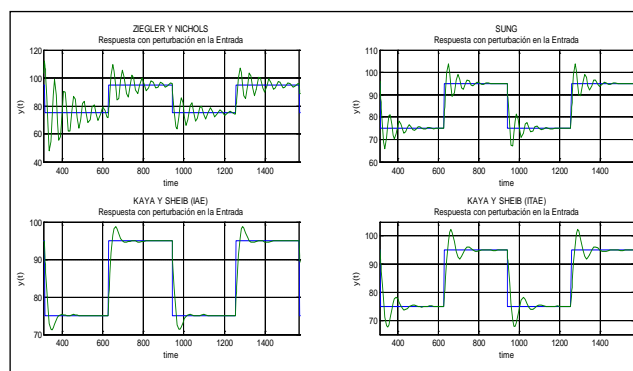 ZIEGLER Y NICHOLS
Respuesta con perturbación en la Entrada
120
100
80
60
40
y(t)
400 600 800 1000 1200 1400
time
SUNG
Respuesta con perturbación en la Entrada
110
100
90
80
70
60
y(t)
400 600 800 1000 1200 1400
time
KAYA Y SHEIB (IAE)
Respuesta con perturbación en la Entrada
100
90
80
70
y(t)
400 600 800 1000 1200 1400
time
KAYA Y SHEIB (ITAE)
Respuesta con perturbación en la Entrada
100
90
80
70
y(t)
400 600 800 1000 1200 1400
time